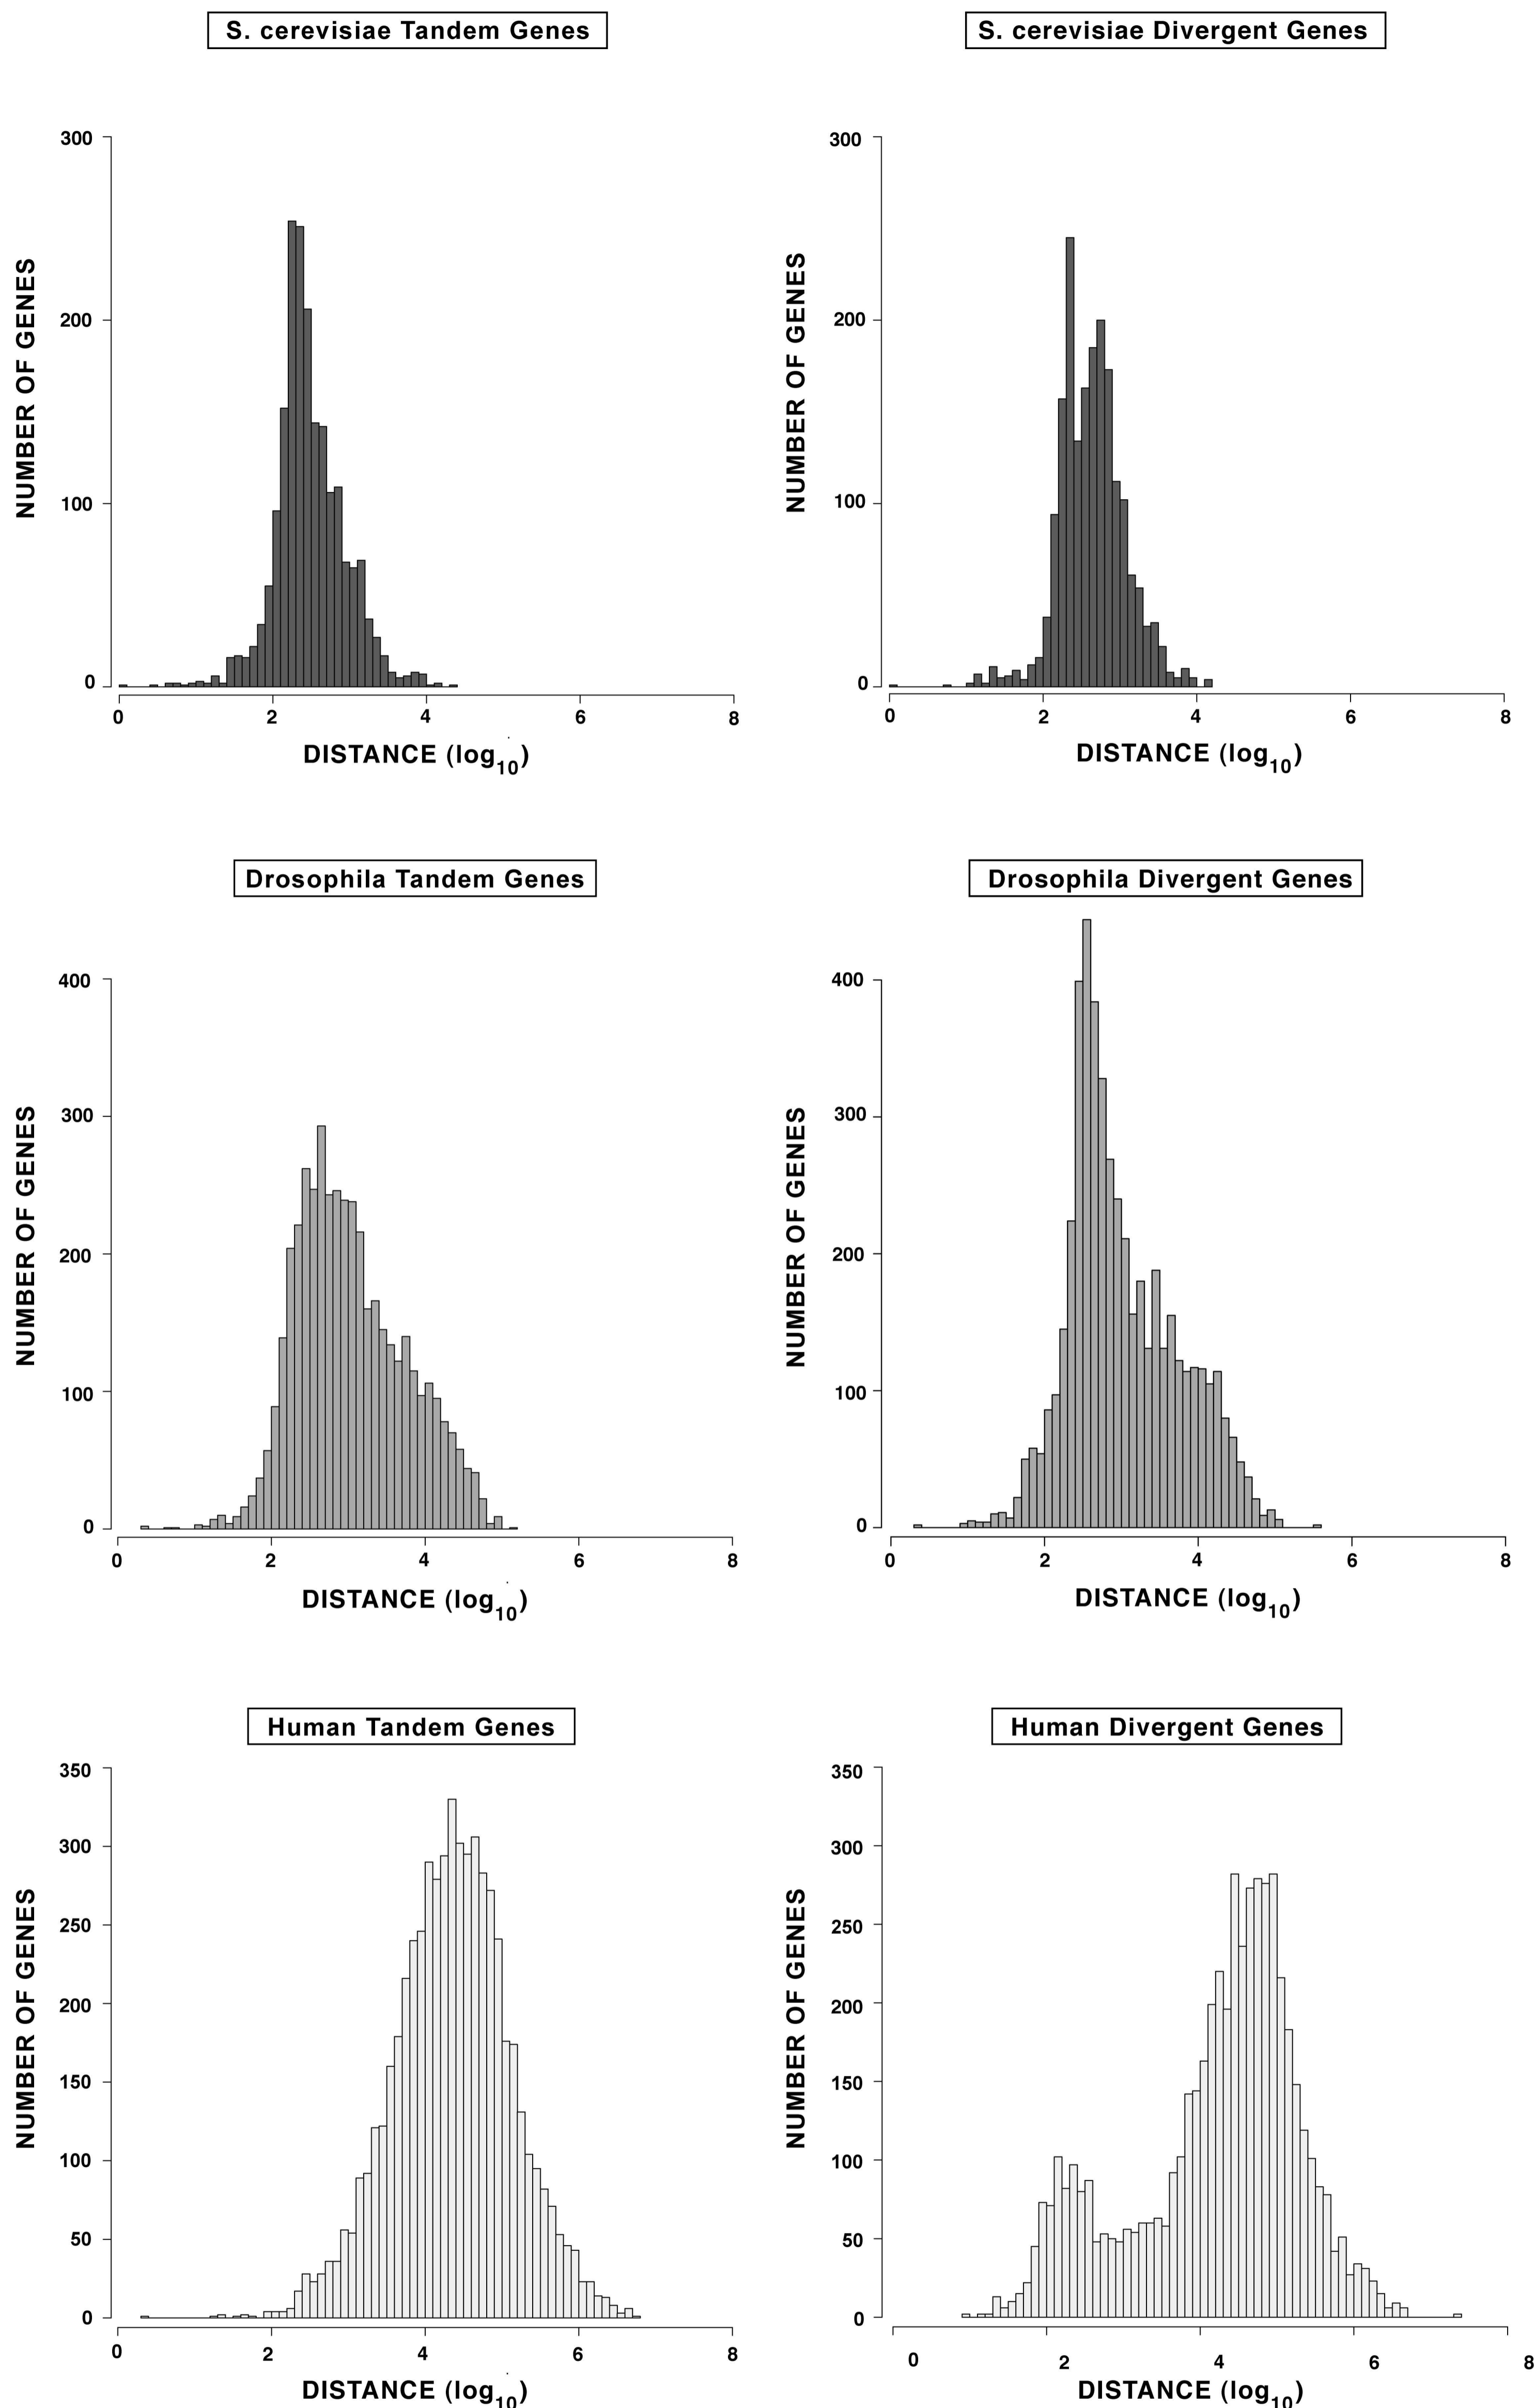 S. cerevisiae Tandem Genes
300
200
100
0
NUMBER OF GENES
0 2 4 6 8
DISTANCE (log10)
S. cerevisiae Divergent Genes
300
200
100
0
NUMBER OF GENES
0 2 4 6 8
DISTANCE (log10)
Drosophila Tandem Genes
400
300
200
100
0
NUMBER OF GENES
0 2 4 6 8
DISTANCE (log10)
Drosophila Divergent Genes
400
300
200
100
0
NUMBER OF GENES
0 2 4 6 8
DISTANCE (log10)
Human Tandem Genes
350
300
250
200
150
100
50
0
NUMBER OF GENES
0 2 4 6 8
DISTANCE (log10)
Human Divergent Genes
350
300
250
200
150
100
50
0
NUMBER OF GENES
0 2 4 6 8
DISTANCE (log10)